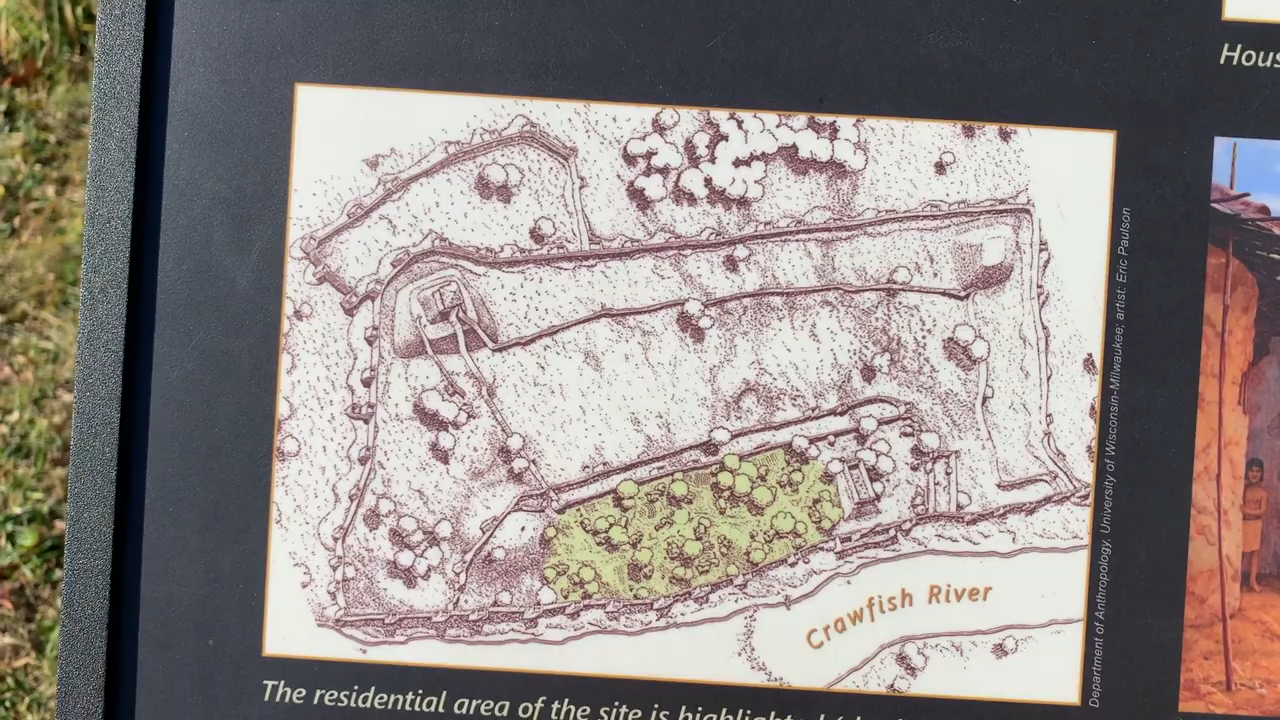 Hous
Department of Anthropology, University of Wisconsin-Milwaukee; artist: Eric Paulson
Crawfish River
The residential area of the site is